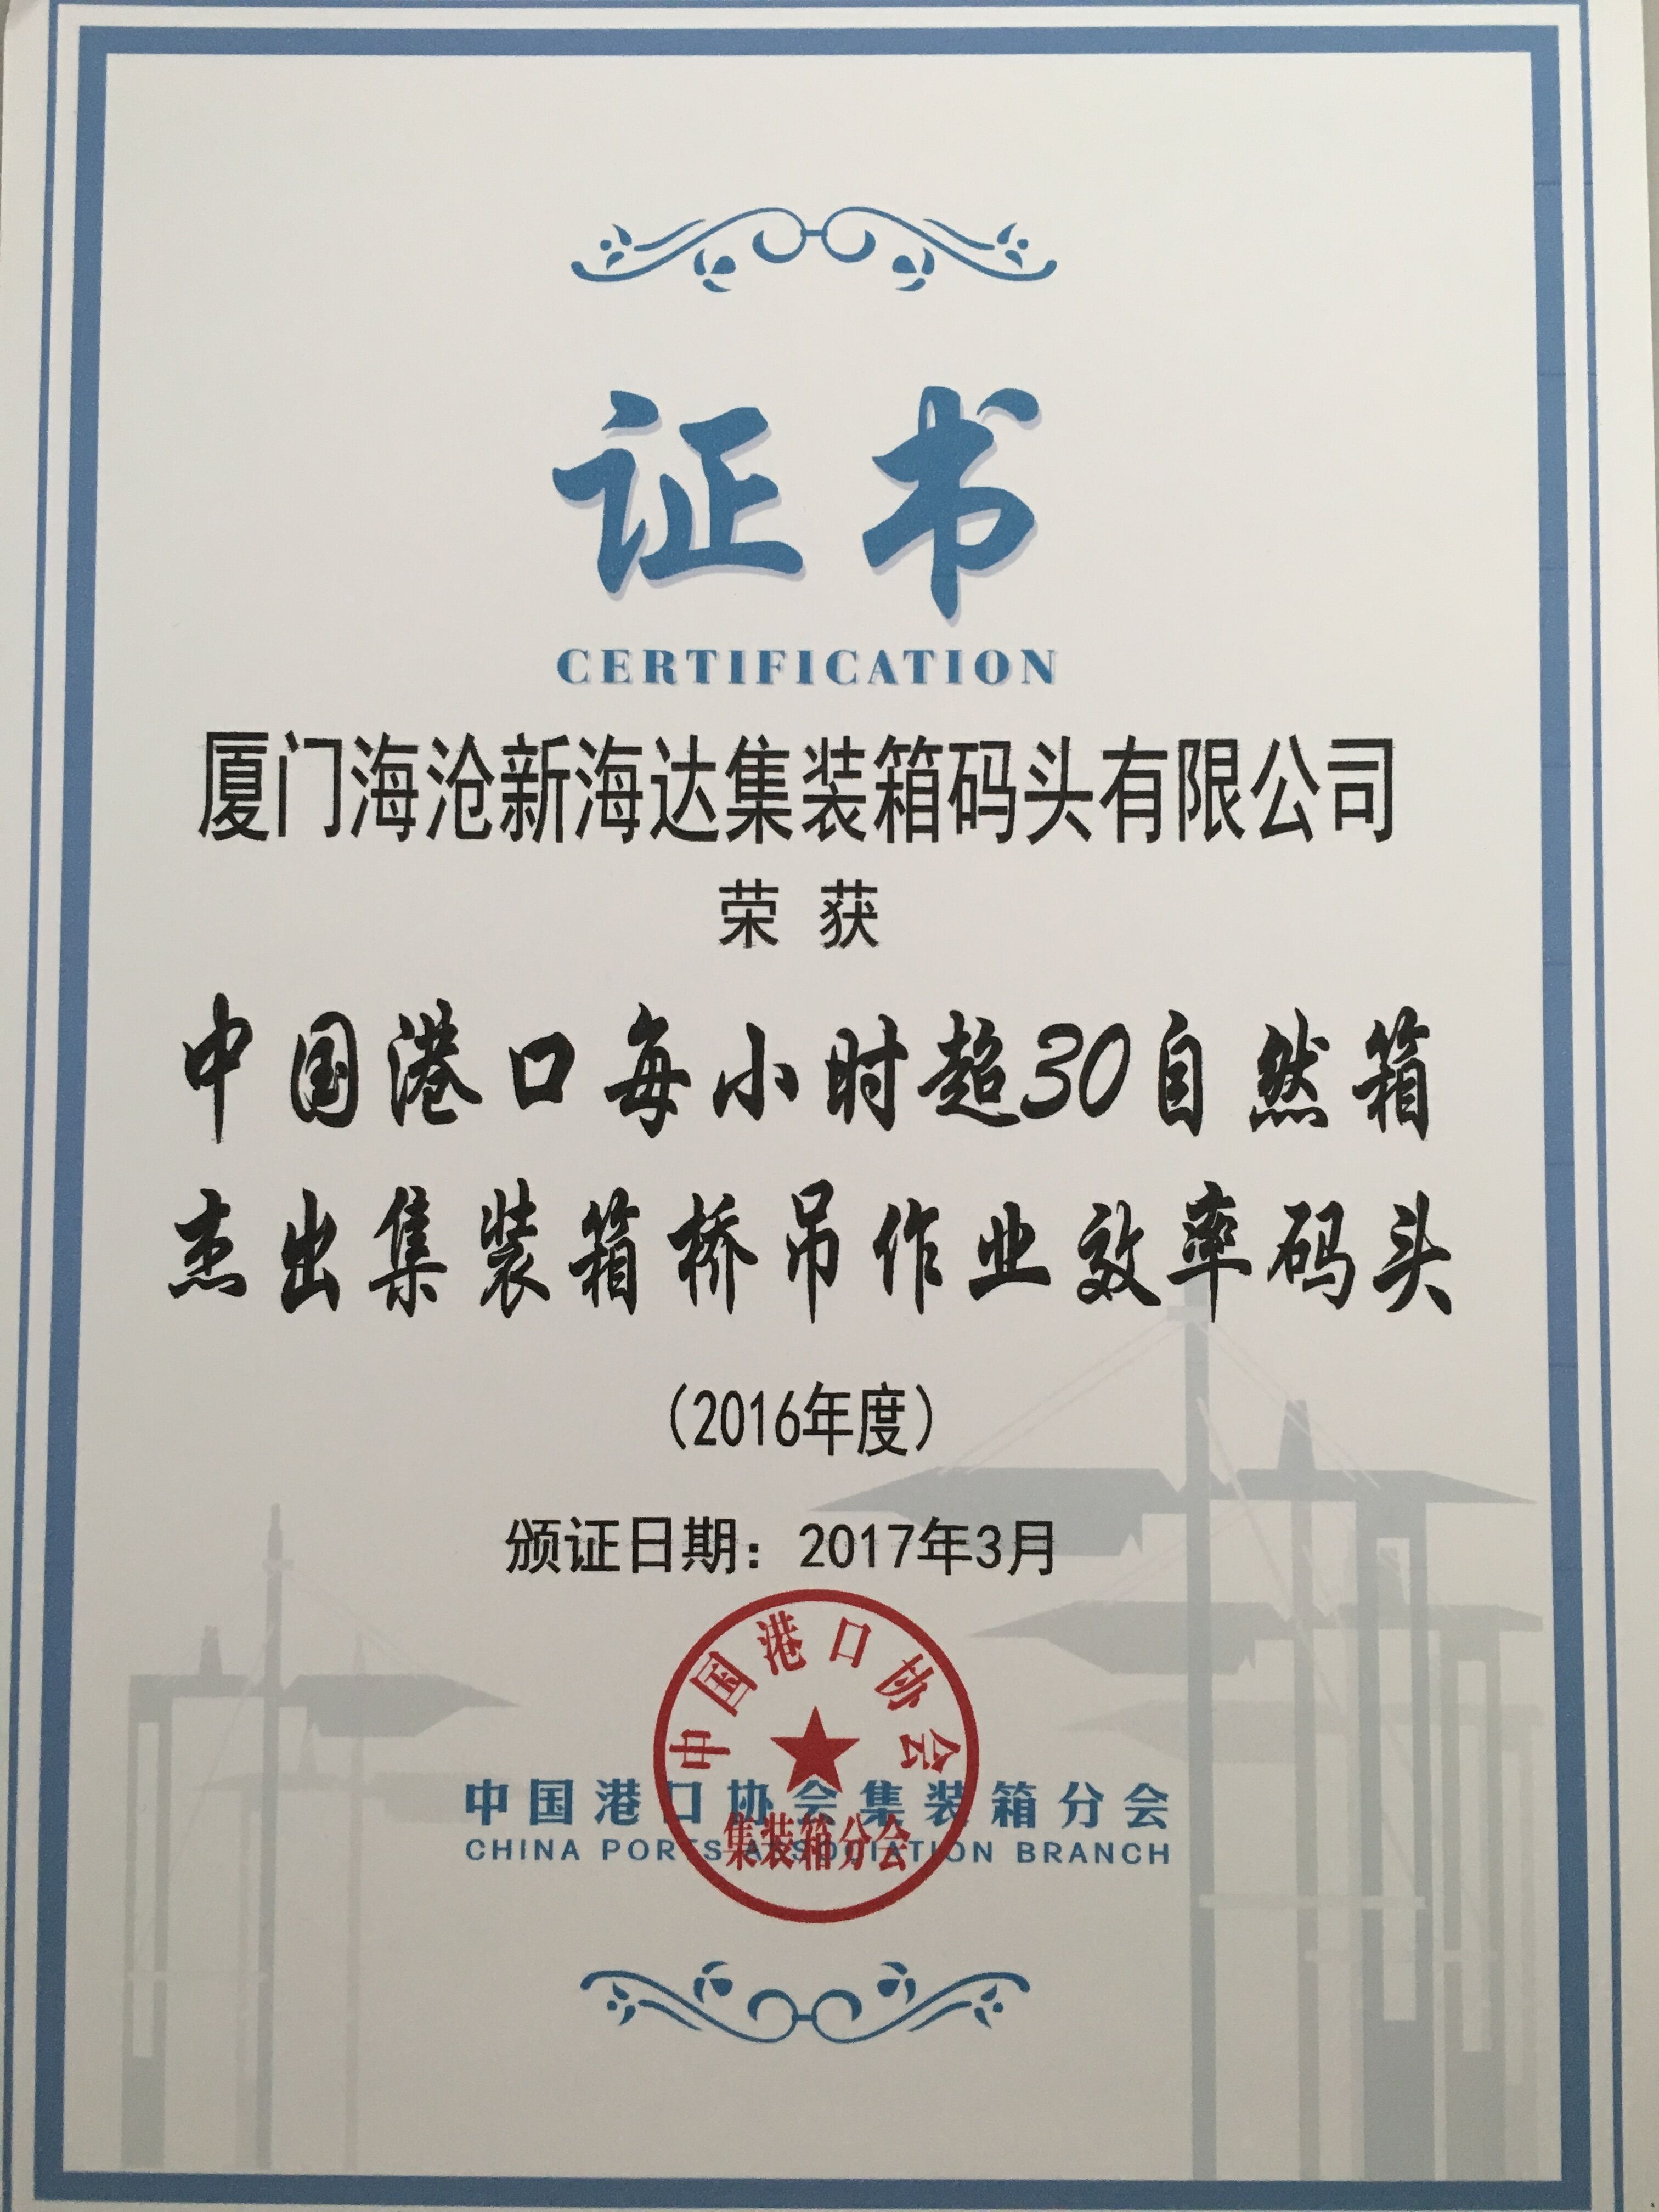 证书
CERTIFICATION
厦门海沧新海达集装箱码头有限公司
荣获
中国港口每小时超30自然箱
杰出集装箱桥吊作业效率码头
（2016年度）
颁证日期：2017年3月
中国港口协会
中国港口协会集装箱分会
集装箱分会
CHINA PORTS ASSOCIATION BRANCH